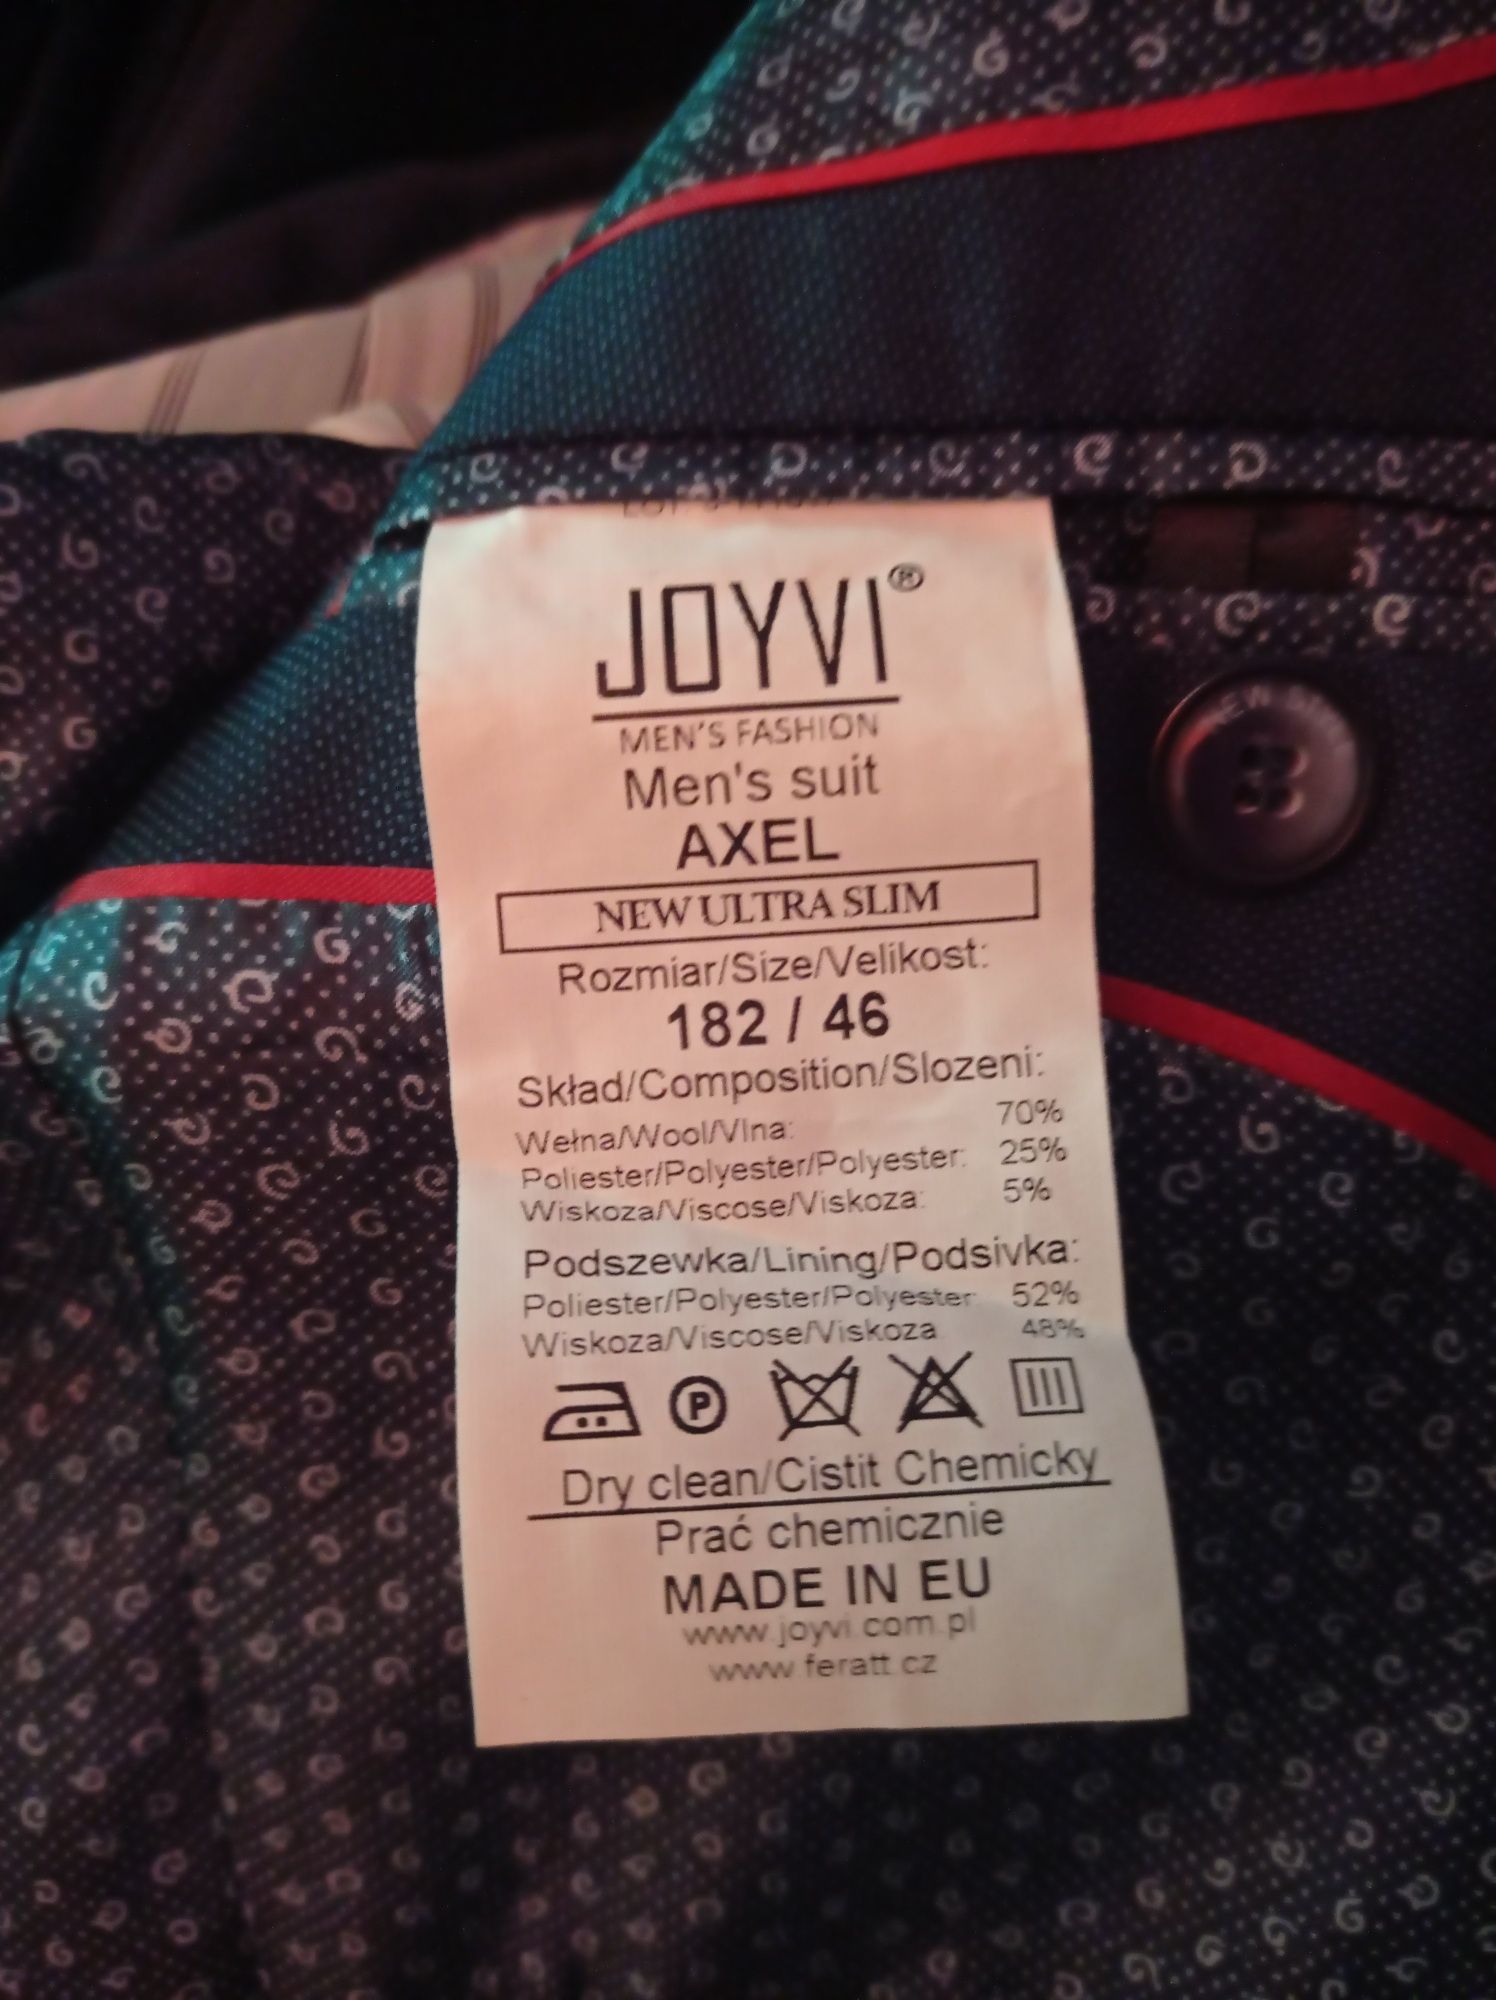 JOYVI®
MEN'S FASHION
Men's suit
AXEL
NEW ULTRA SLIM
Rozmiar/Size/Velikost:
182 / 46
Skład/Composition/Slozeni:
Wełna/Wool/Vlna: 70%
Poliester/Polyester/Polyester: 25%
Wiskoza/Viscose/Viskoza: 5%
Podszewka/Lining/Podsivka:
Poliester/Polyester/Polyester: 52%
Wiskoza/Viscose/Viskoza 48%
P
Dry clean/Cistit Chemicky
Prać chemicznie
MADE IN EU
www.joyvi.com.pl
www.feratt.cz